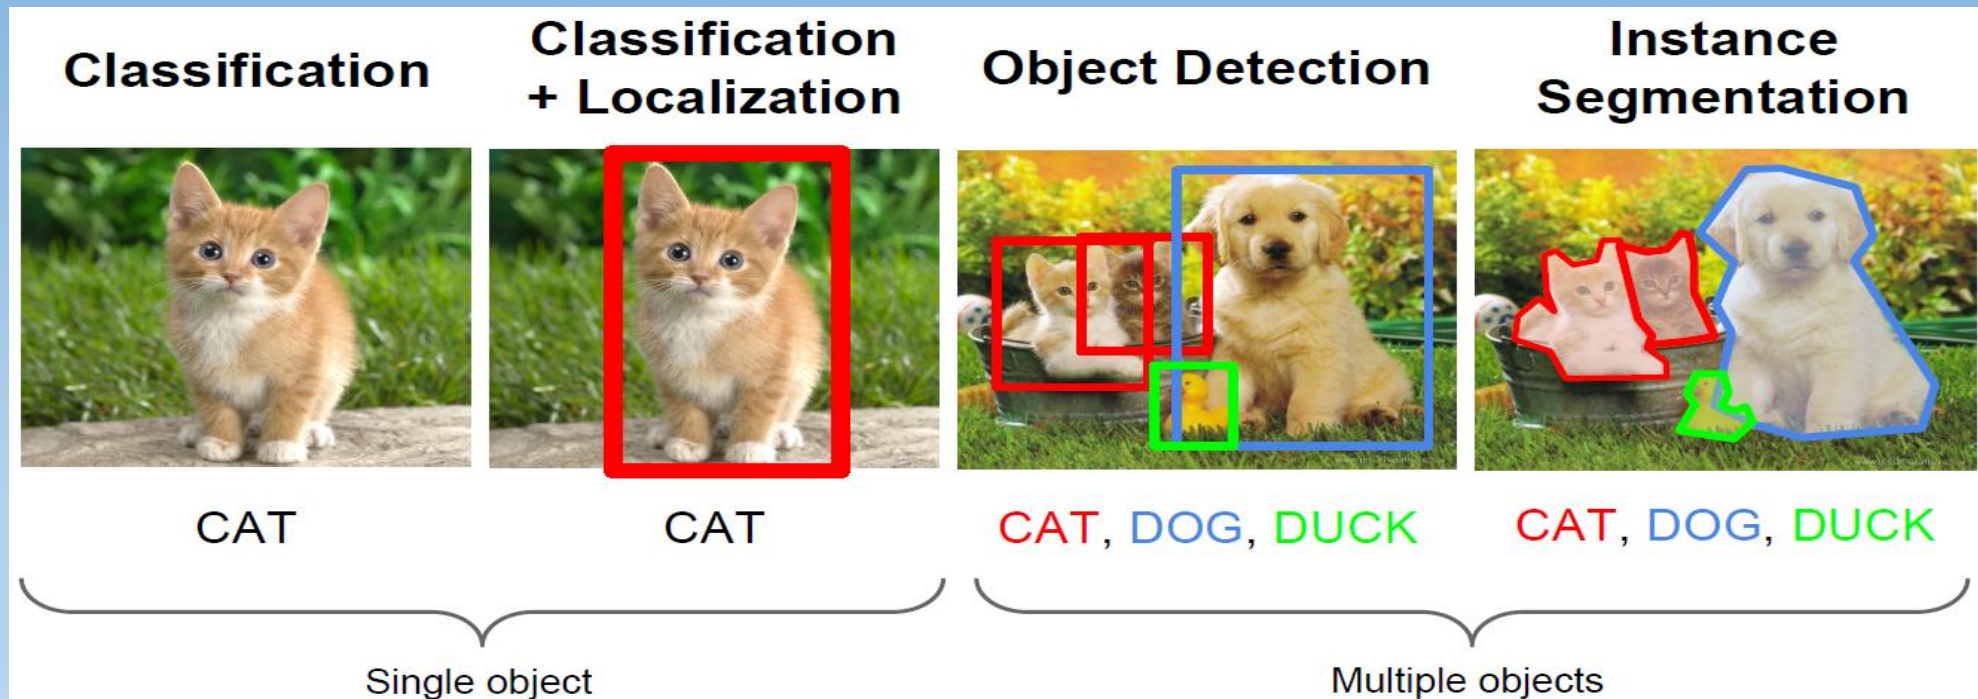 Classification
Classification
+ Localization
Object Detection
Instance
Segmentation
CAT
CAT
CAT, DOG, DUCK
CAT, DOG, DUCK
Single object
Multiple objects